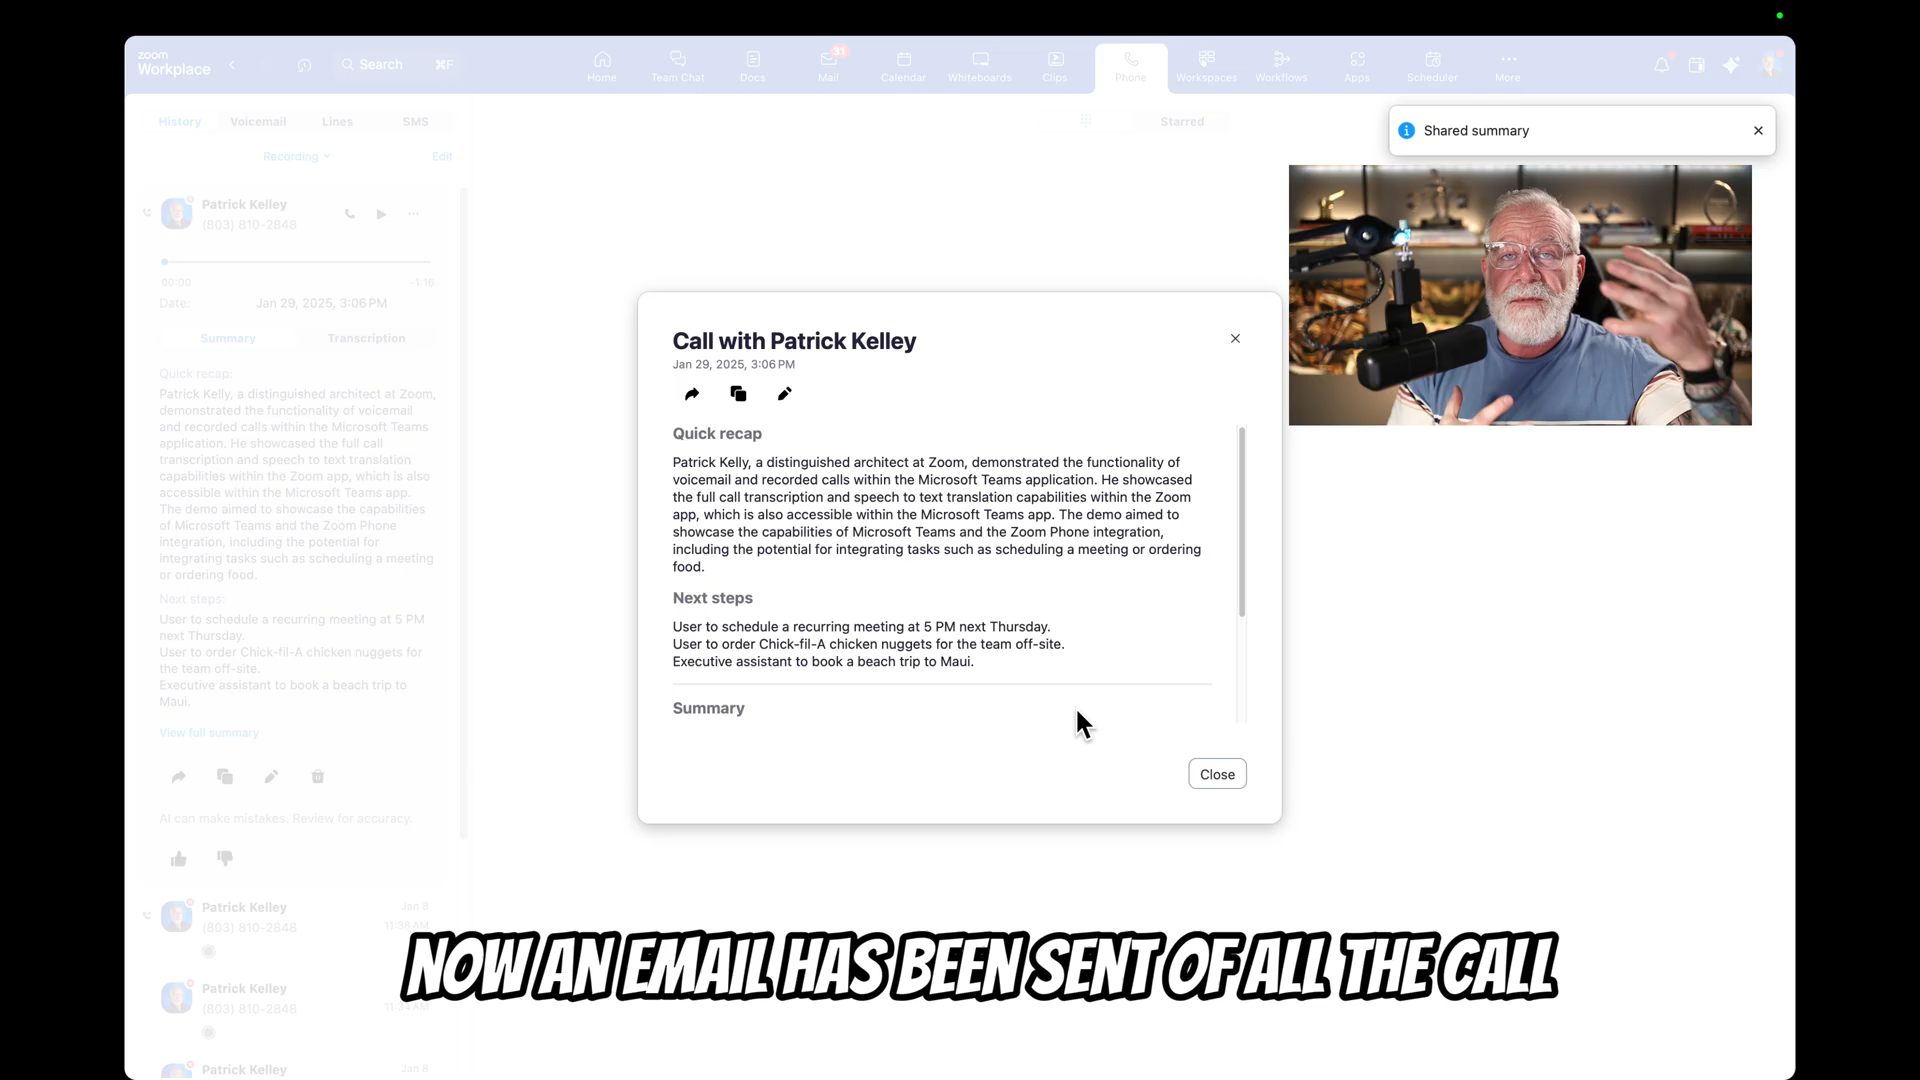 zoom
Workplace
Search
⌘F
Home
Team Chat
Docs
31
Mail
Calendar
Whiteboards
Clips
Phone
Workspaces
Workflows
Apps
Scheduler
More
History
Voicemail
Lines
SMS
Starred
Recording
Edit
Shared summary
Patrick Kelley
(803) 810-2848
00:00
-1:16
Date:
Jan 29, 2025, 3:06 PM
Summary
Transcription
Quick recap:
Patrick Kelly, a distinguished architect at Zoom,
demonstrated the functionality of voicemail
and recorded calls within the Microsoft Teams
application. He showcased the full call
transcription and speech to text translation
capabilities within the Zoom app, which is also
accessible within the Microsoft Teams app.
The demo aimed to showcase the capabilities
of Microsoft Teams and the Zoom Phone
integration, including the potential for
integrating tasks such as scheduling a meeting
or ordering food.
Next steps:
User to schedule a recurring meeting at 5 PM
next Thursday.
User to order Chick-fil-A chicken nuggets for
the team off-site.
Executive assistant to book a beach trip to
Maui.
View full summary
AI can make mistakes. Review for accuracy.
Patrick Kelley
Jan 8
(803) 810-2848
11:38 AM
Patrick Kelley
Jan 8
(803) 810-2848
11:34 AM
Patrick Kelley
Jan 8
Call with Patrick Kelley
Jan 29, 2025, 3:06 PM
Quick recap
Patrick Kelly, a distinguished architect at Zoom, demonstrated the functionality of
voicemail and recorded calls within the Microsoft Teams application. He showcased
the full call transcription and speech to text translation capabilities within the Zoom
app, which is also accessible within the Microsoft Teams app. The demo aimed to
showcase the capabilities of Microsoft Teams and the Zoom Phone integration,
including the potential for integrating tasks such as scheduling a meeting or ordering
food.
Next steps
User to schedule a recurring meeting at 5 PM next Thursday.
User to order Chick-fil-A chicken nuggets for the team off-site.
Executive assistant to book a beach trip to Maui.
Summary
Close
NOW AN EMAIL HAS BEEN SENT OF ALL THE CALL